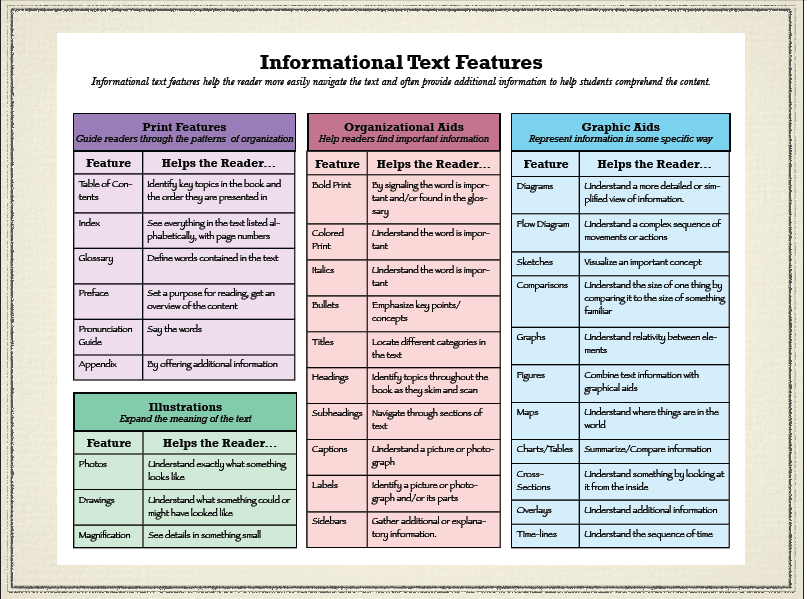 Informational Text Features
Informational text features help the reader more easily navigate the text and often provide additional information to help students comprehend the content.
Print Features
Guide readers through the patterns of organization
Feature Helps the Reader...
Table of Con-
tents
Identify key topics in the book and
the order they are presented in
Index
See everything in the text listed al-
phabetically, with page numbers
Glossary
Define words contained in the text
Preface
Set a purpose for reading, get an
overview of the content
Pronunciation
Guide
Say the words
Appendix
By offering additional information
Illustrations
Expand the meaning of the text
Feature Helps the Reader...
Photos
Understand exactly what something
looks like
Drawings
Understand what something could or
might have looked like
Magnification
See details in something small
Organizational Aids
Help readers find important information
Feature Helps the Reader...
Bold Print
By signaling the word is impor-
tant and/or found in the glos-
sary
Colored
Print
Understand the word is impor-
tant
Italics
Understand the word is impor-
tant
Bullets
Emphasize key points/
concepts
Titles
Locate different categories in
the text
Headings
Identify topics throughout the
book as they skim and scan
Subheadings
Navigate through sections of
text
Captions
Understand a picture or photo-
graph
Labels
Identify a picture or photo-
graph and/or its parts
Sidebars
Gather additional or explana-
tory information.
Graphic Aids
Represent information in some specific way
Feature Helps the Reader...
Diagrams
Understand a more detailed or sim-
plified view of information.
Flow Diagram
Understand a complex sequence of
movements or actions
Sketches
Visualize an important concept
Comparisons
Understand the size of one thing by
comparing it to the size of something
familiar
Graphs
Understand relativity between ele-
ments
Figures
Combine text information with
graphical aids
Maps
Understand where things are in the
world
Charts/Tables
Summarize/Compare information
Cross-
Sections
Understand something by looking at
it from the inside
Overlays
Understand additional information
Time-lines
Understand the sequence of time